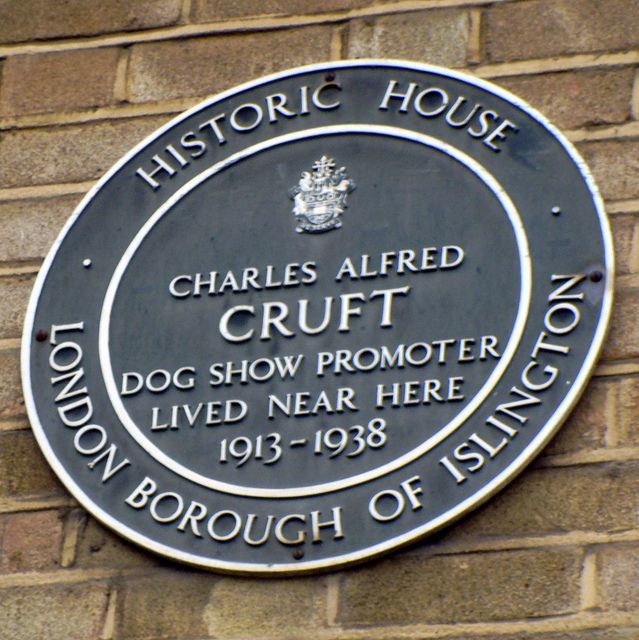 HISTORIC HOUSE
CHARLES ALFRED
CRUFT
DOG SHOW PROMOTER
LIVED NEAR HERE
1913-1938
LONDON BOROUGH OF ISLINGTON